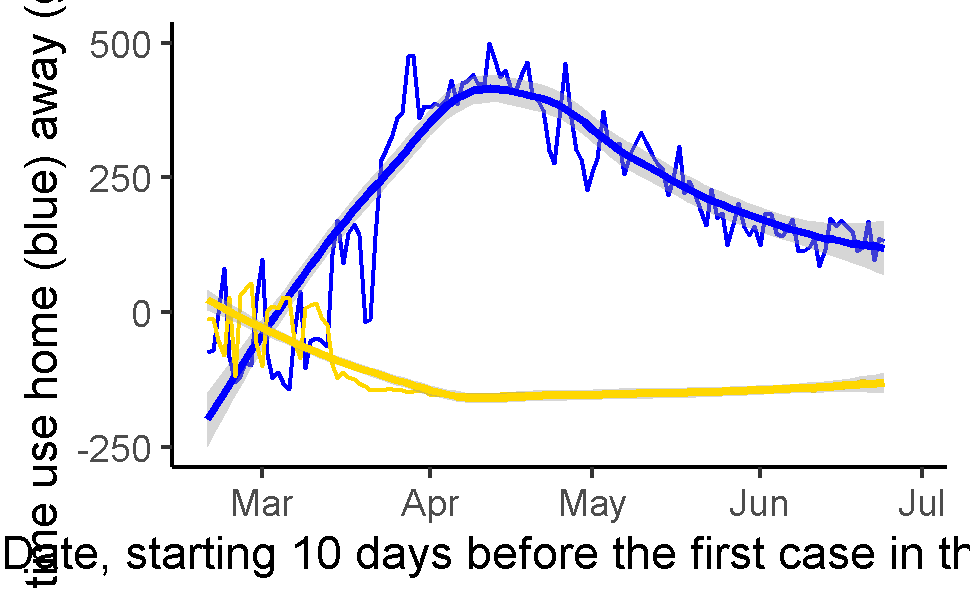 time use home (blue) away (
500
250
0
-250
Mar Apr May Jun Jul
Date, starting 10 days before the first case in